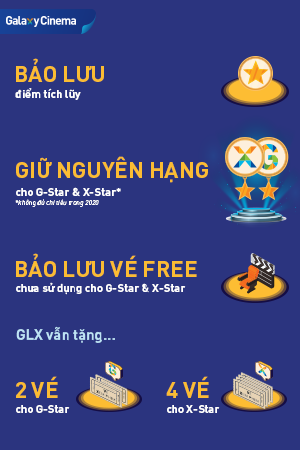 Galaxy Cinema
BẢO LƯU
điểm tích lũy
GIỮ NGUYÊN HẠNG
cho G-Star & X-Star*
*Không đủ chỉ tiêu trong 2020
X G
BẢO LƯU VÉ FREE
chưa sử dụng cho G-Star & X-Star
GLX vẫn tặng...
2 VÉ
cho G-Star
G
4 VÉ
cho X-Star
X